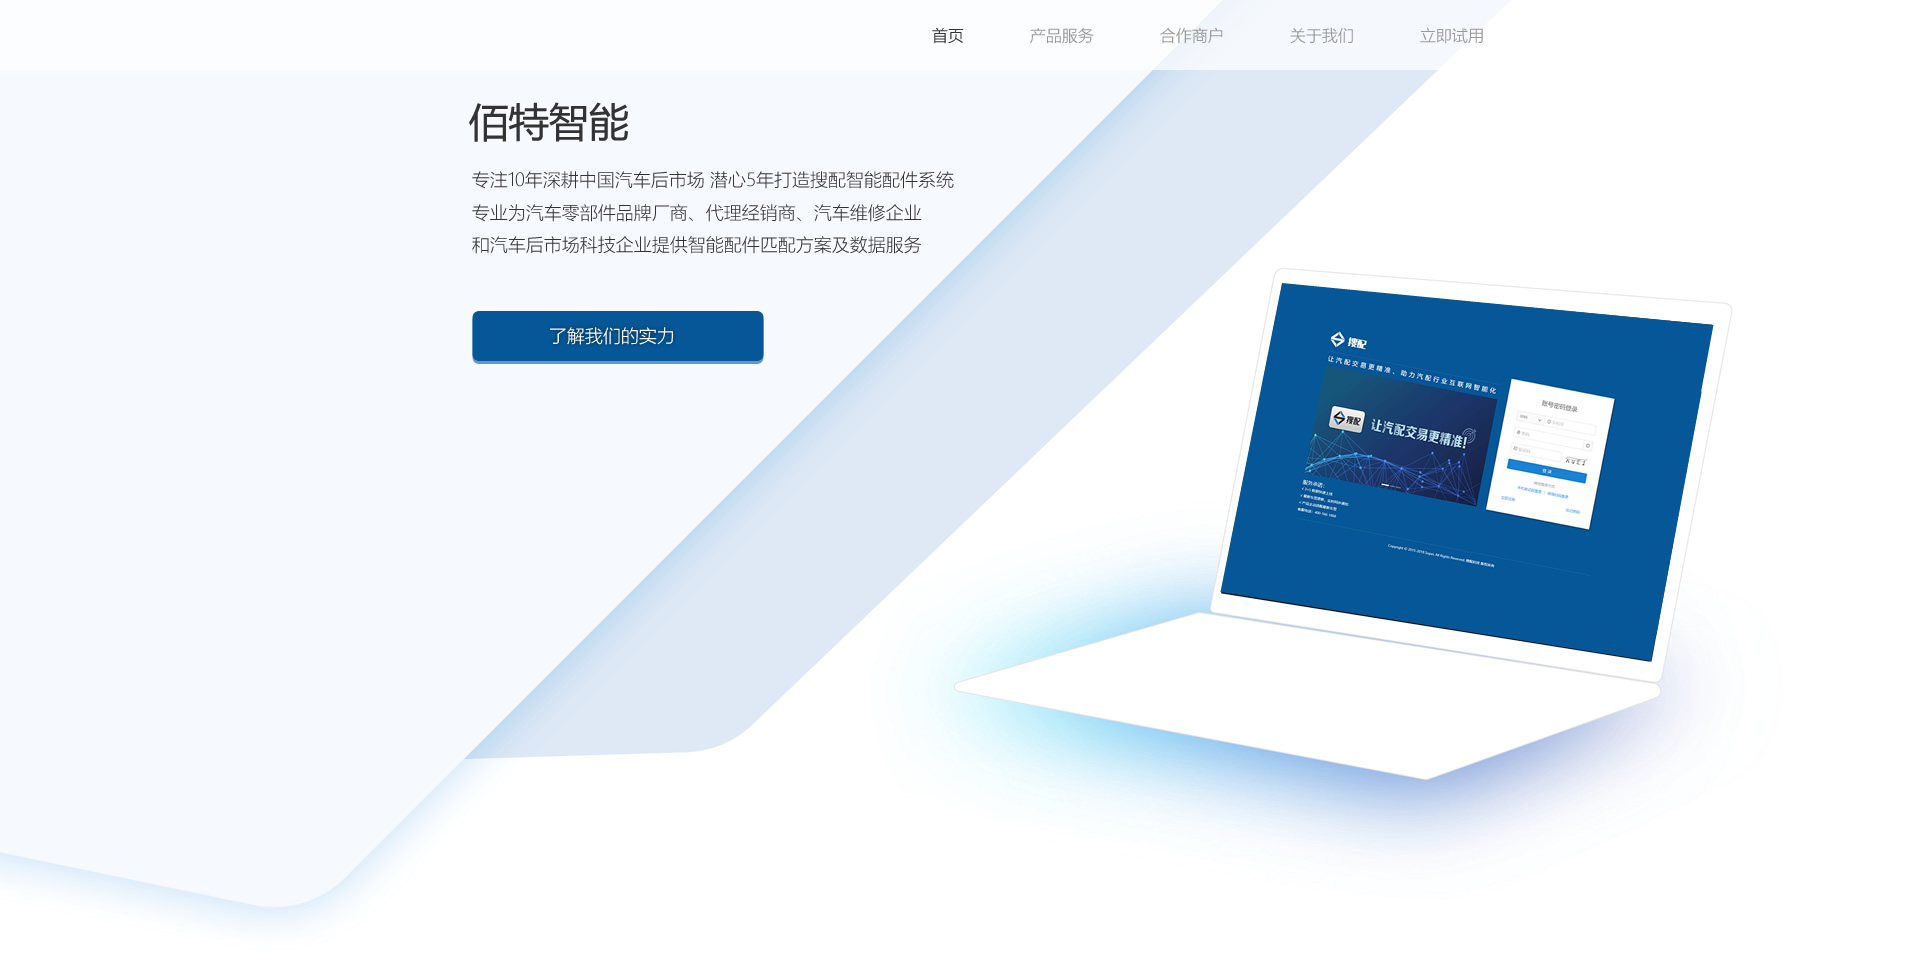 首页
产品服务
合作商户
关于我们
立即试用
佰特智能
专注10年深耕中国汽车后市场 潜心5年打造搜配智能配件系统
专业为汽车零部件品牌厂商、代理经销商、汽车维修企业
和汽车后市场科技企业提供智能配件匹配方案及数据服务
了解我们的实力
搜配
让汽配交易更精准、助力汽配行业互联网智能化
搜配
让汽配交易更精准!
账号密码登录
登录
服务承诺: